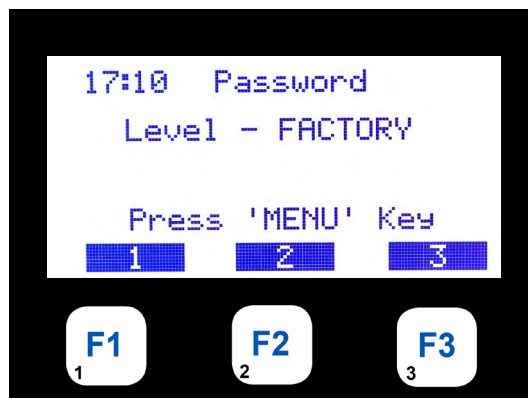 17:10 Password
Level - FACTORY
Press 'MENU' Key
1 2 3
F1 F2 F3
1 2 3